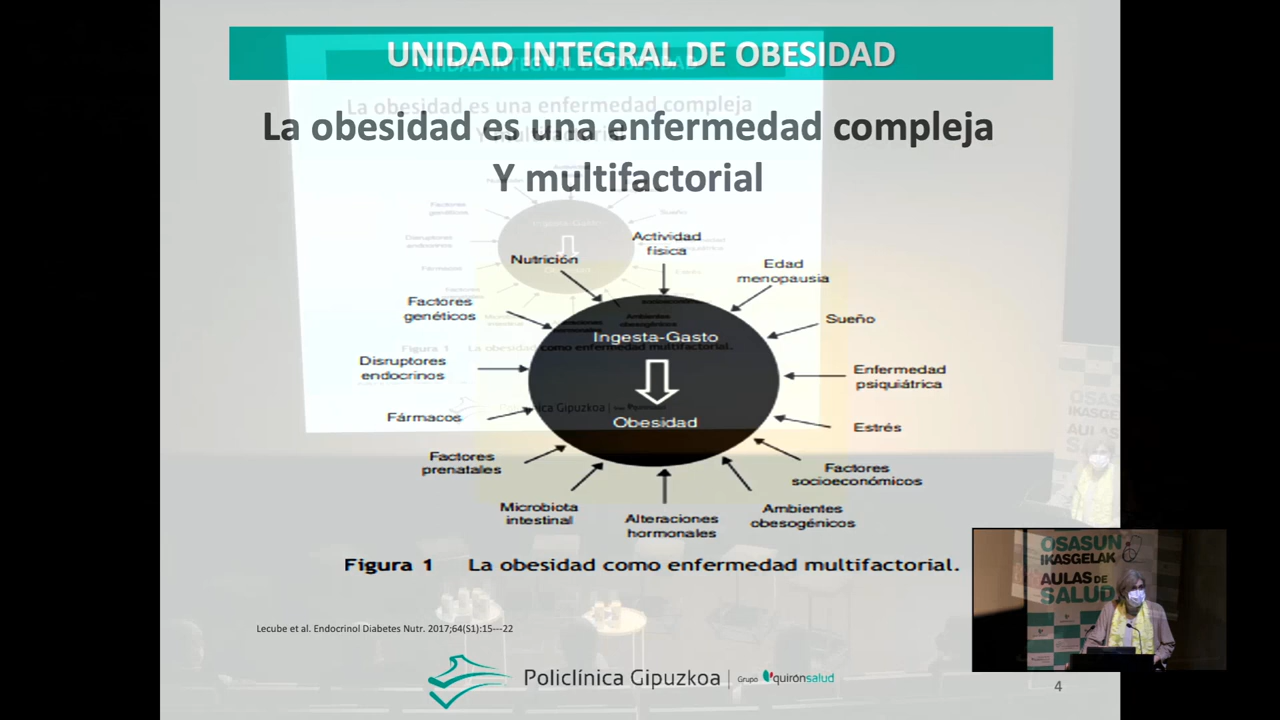 UNIDAD INTEGRAL DE OBESIDAD
La obesidad es una enfermedad compleja
Y multifactorial
Actividad
física
Nutrición
Edad
menopausia
Factores
genéticos
Sueño
Ingesta-Gasto
Disruptores
endocrinos
Enfermedad
psiquiátrica
Fármacos
Obesidad
Estrés
Factores
prenatales
Factores
socioeconómicos
Microbiota
intestinal
Alteraciones
hormonales
Ambientes
obesogénicos
Figura 1 La obesidad como enfermedad multifactorial.
Lecube et al. Endocrinol Diabetes Nutr. 2017;64(S1):15---22
Policlínica Gipuzkoa | Grupo quirónsalud
4
OSASUN
IKASGELAK
AULAS DE
SALUD